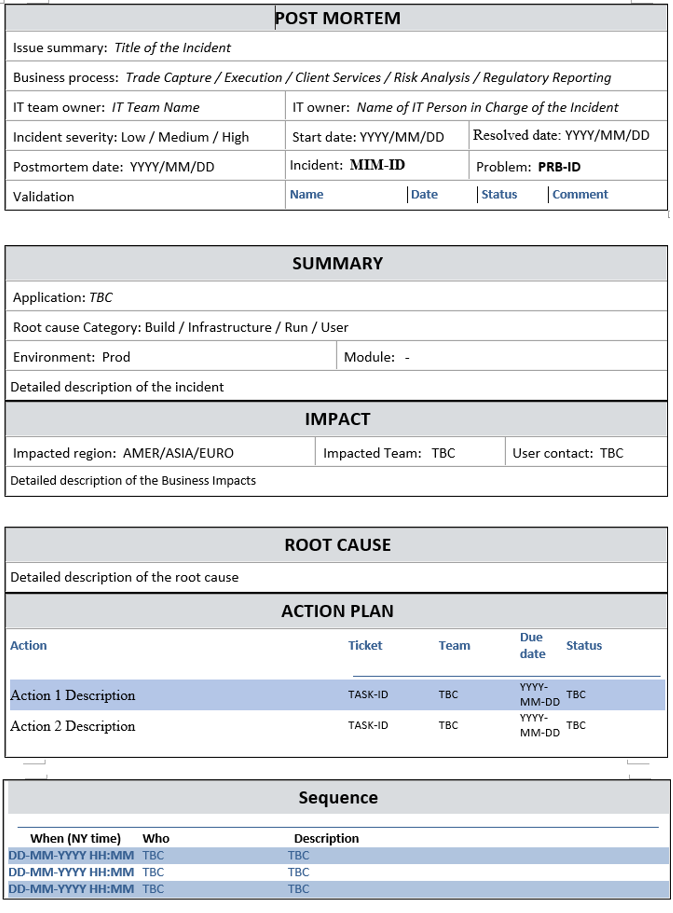 POST MORTEM
Issue summary: Title of the Incident
Business process: Trade Capture / Execution / Client Services / Risk Analysis / Regulatory Reporting
IT team owner: IT Team Name IT owner: Name of IT Person in Charge of the Incident
Incident severity: Low / Medium / High Start date: YYYY/MM/DD Resolved date: YYYY/MM/DD
Postmortem date: YYYY/MM/DD Incident: MIM-ID Problem: PRB-ID
Validation Name Date Status Comment
SUMMARY
Application: TBC
Root cause Category: Build / Infrastructure / Run / User
Environment: Prod Module: -
Detailed description of the incident
IMPACT
Impacted region: AMER/ASIA/EURO Impacted Team: TBC User contact: TBC
Detailed description of the Business Impacts
ROOT CAUSE
Detailed description of the root cause
ACTION PLAN
Action Ticket Team Due date Status
Action 1 Description TASK-ID TBC YYYY-MM-DD TBC
Action 2 Description TASK-ID TBC YYYY-MM-DD TBC
Sequence
When (NY time) Who Description
DD-MM-YYYY HH:MM TBC TBC
DD-MM-YYYY HH:MM TBC TBC
DD-MM-YYYY HH:MM TBC TBC